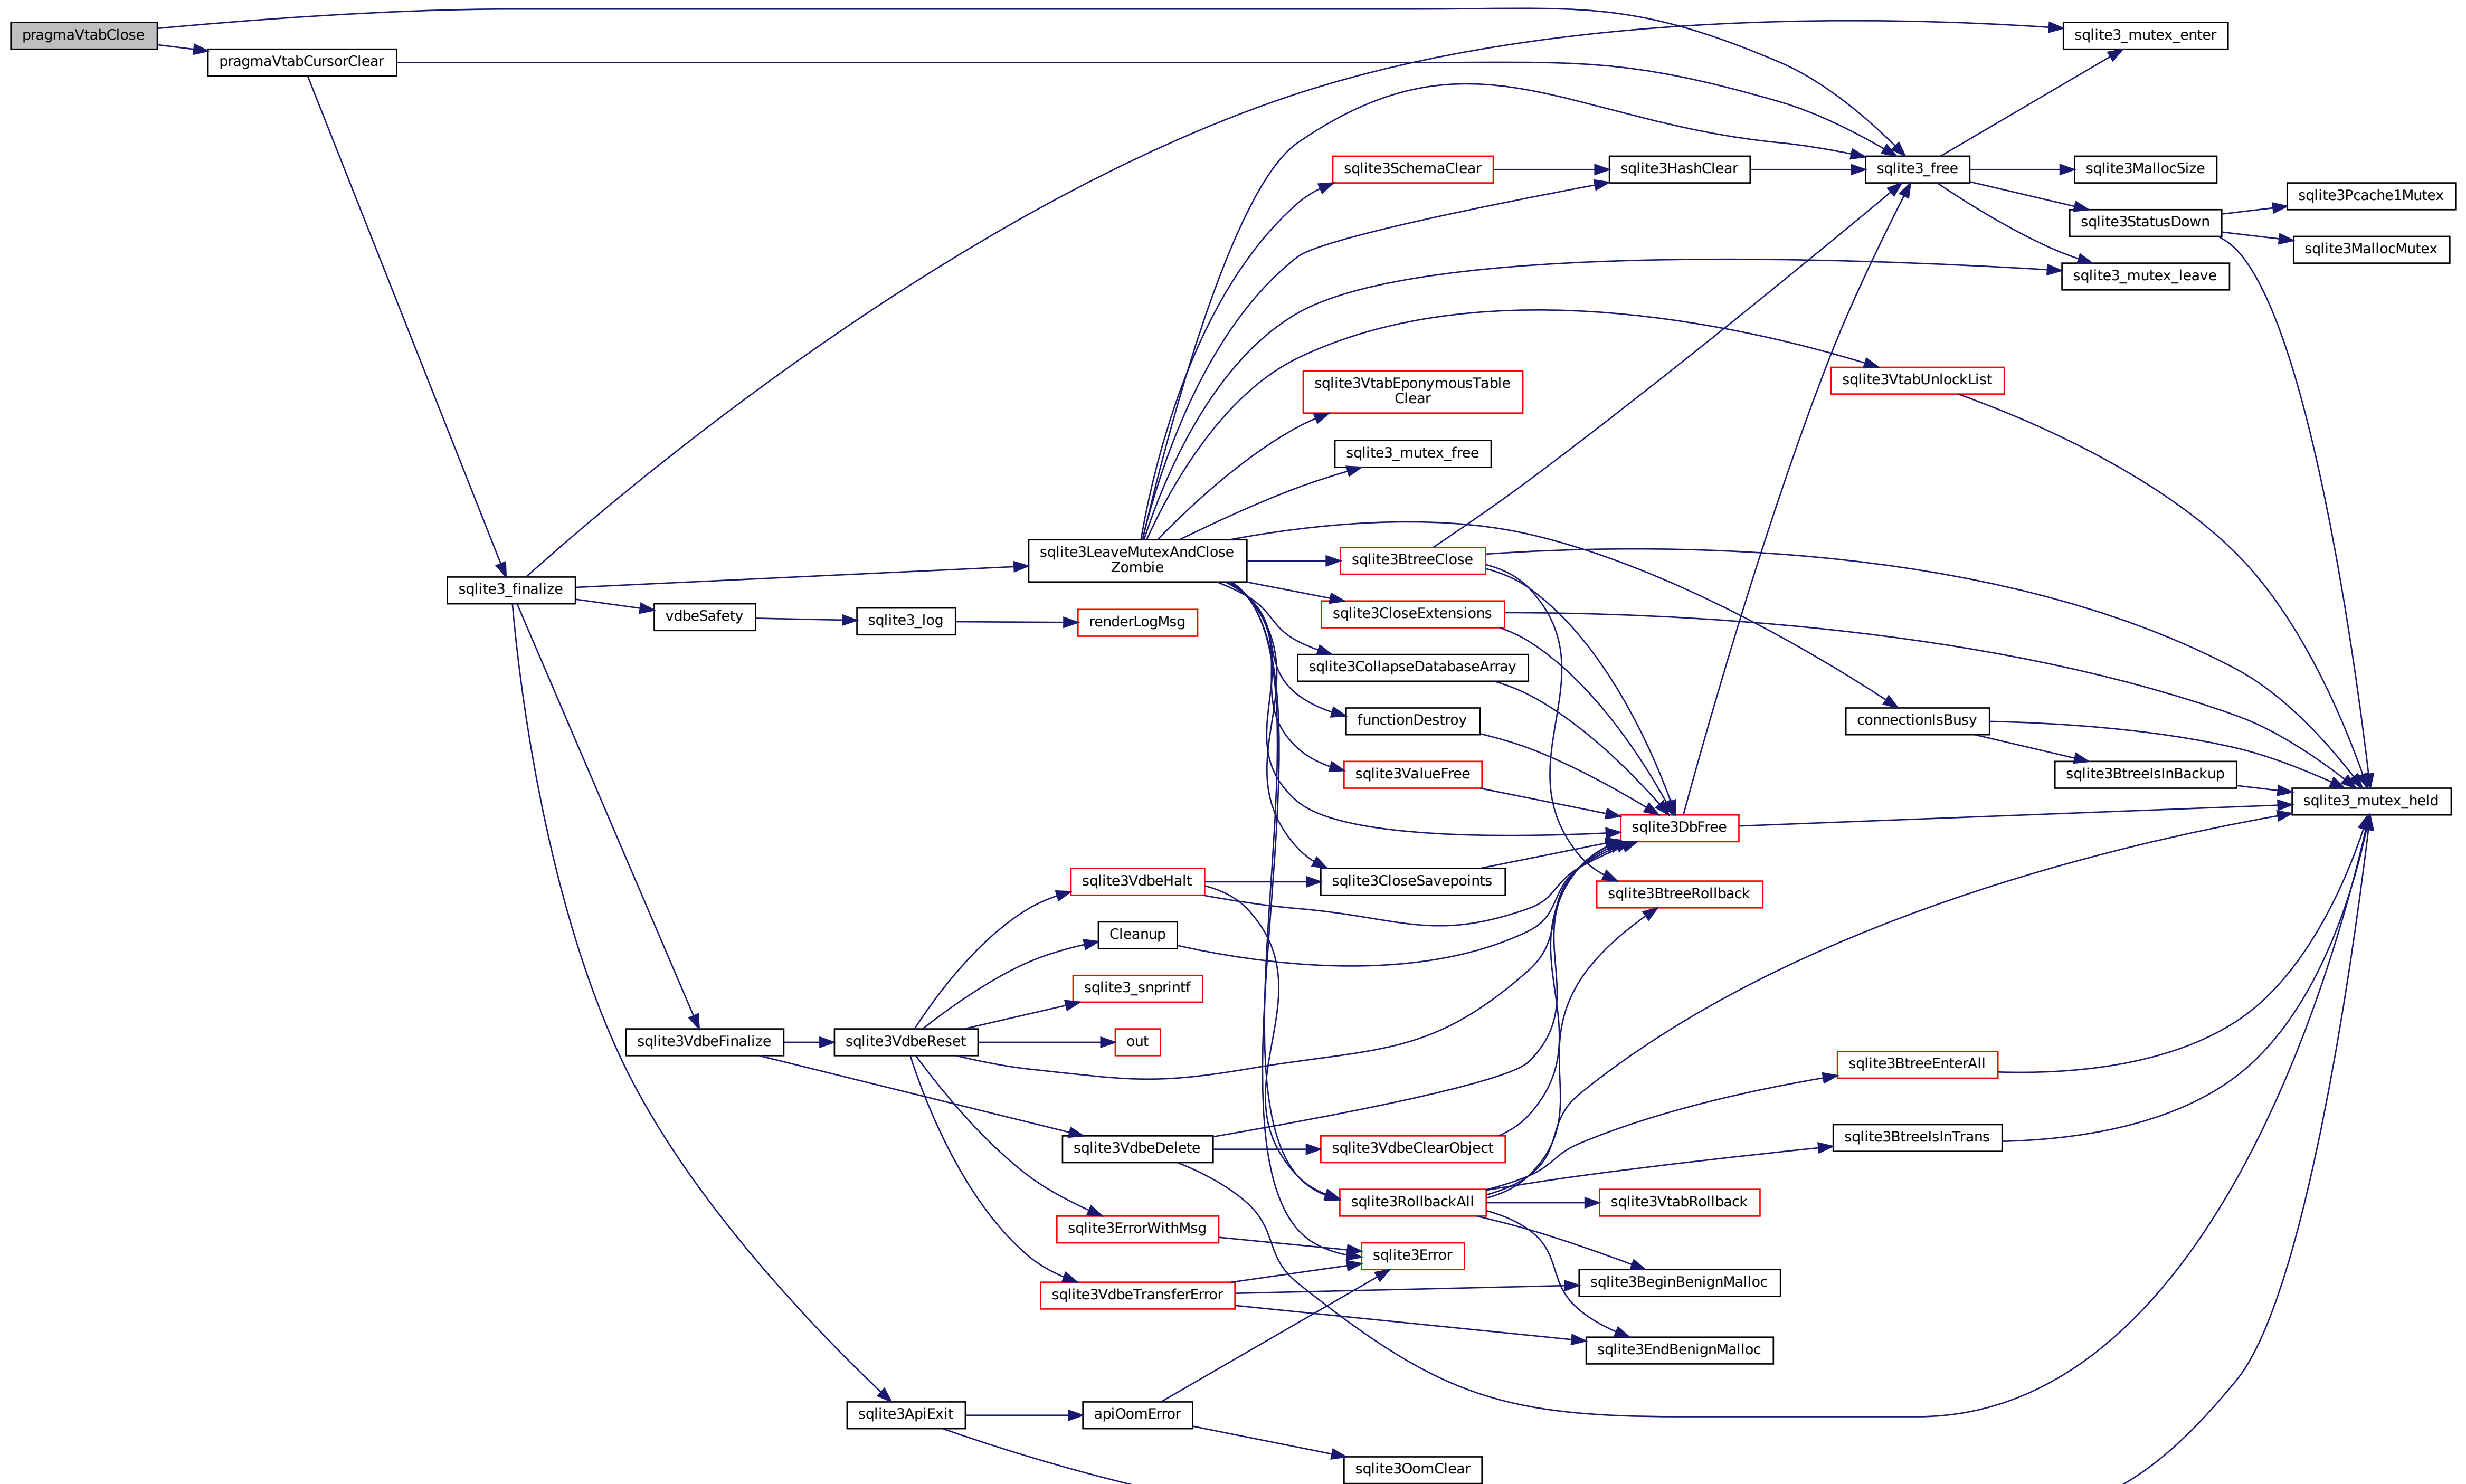 pragmaVtabClose
pragmaVtabCursorClear
sqlite3_finalize
sqlite3_mutex_enter
sqlite3_free
sqlite3MallocSize
sqlite3StatusDown
sqlite3Pcache1Mutex
sqlite3MallocMutex
sqlite3_mutex_leave
sqlite3SchemaClear
sqlite3HashClear
sqlite3VtabUnlockList
sqlite3VtabEponymousTable
Clear
sqlite3_mutex_free
sqlite3LeaveMutexAndClose
Zombie
sqlite3BtreeClose
vdbeSafety
sqlite3_log
renderLogMsg
sqlite3CloseExtensions
sqlite3CollapseDatabaseArray
functionDestroy
connectionIsBusy
sqlite3ValueFree
sqlite3BtreeIsInBackup
sqlite3_mutex_held
sqlite3DbFree
sqlite3VdbeHalt
sqlite3CloseSavepoints
sqlite3BtreeRollback
Cleanup
sqlite3_snprintf
sqlite3VdbeFinalize
sqlite3VdbeReset
out
sqlite3BtreeEnterAll
sqlite3VdbeDelete
sqlite3VdbeClearObject
sqlite3BtreeIsInTrans
sqlite3RollbackAll
sqlite3VtabRollback
sqlite3ErrorWithMsg
sqlite3Error
sqlite3VdbeTransferError
sqlite3BeginBenignMalloc
sqlite3EndBenignMalloc
sqlite3ApiExit
apiOomError
sqlite3OomClear